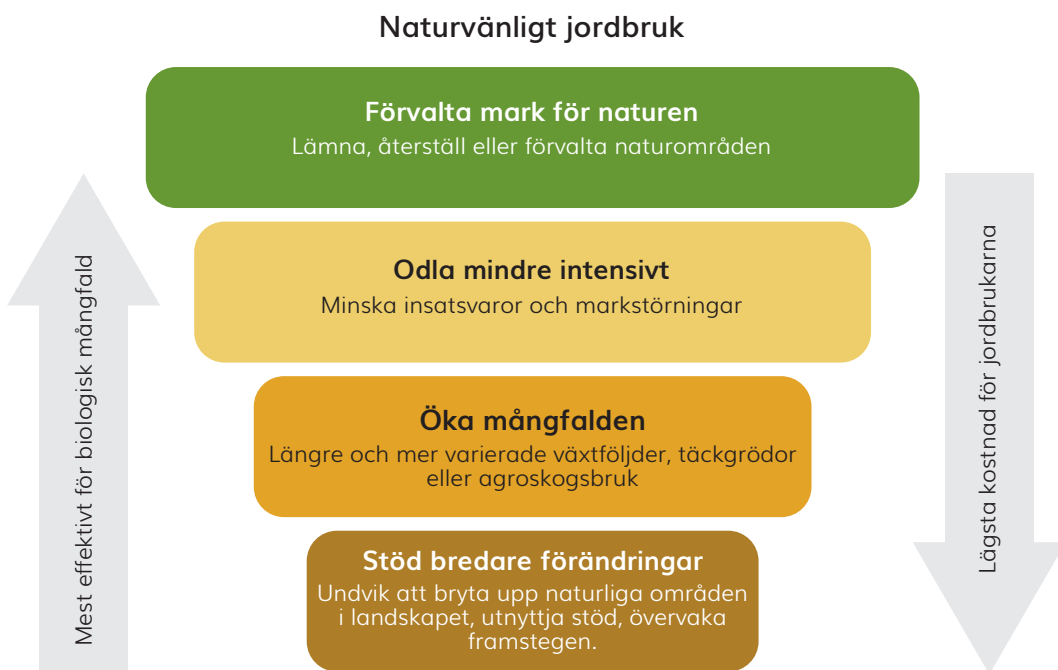 Naturvänligt jordbruk
Förvalta mark för naturen
Lämna, återställ eller förvalta naturområden
Odla mindre intensivt
Minska insatsvaror och markstörningar
Öka mångfalden
Längre och mer varierade växtföljder, täckgrödor
eller agroskogsbruk
Stöd bredare förändringar
Undvik att bryta upp naturliga områden
i landskapet, utnyttja stöd, övervaka
framstegen.
Mest effektivt för biologisk mångfald
Lägsta kostnad för jordbrukarna